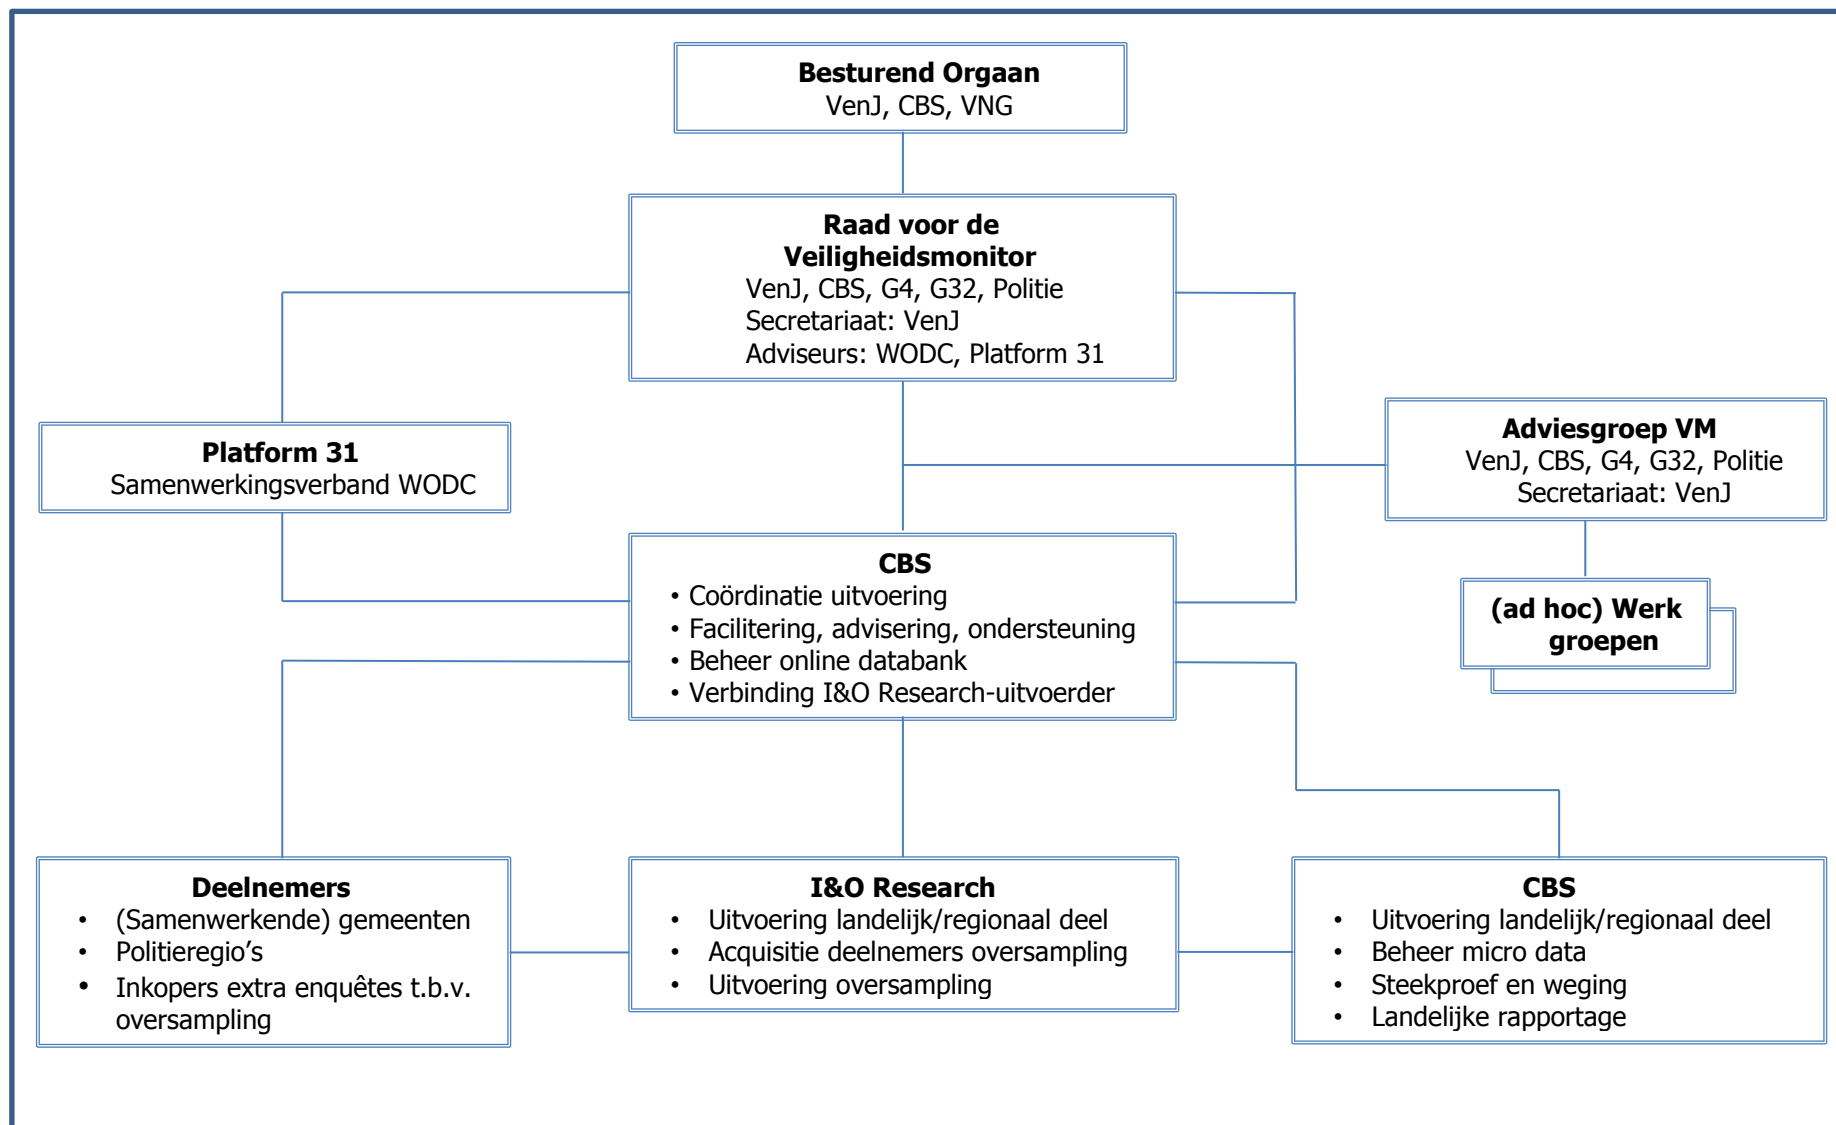 Besturend Orgaan
VenJ, CBS, VNG
Raad voor de
Veiligheidsmonitor
VenJ, CBS, G4, G32, Politie
Secretariaat: VenJ
Adviseurs: WODC, Platform 31
Platform 31
Samenwerkingsverband WODC
Adviesgroep VM
VenJ, CBS, G4, G32, Politie
Secretariaat: VenJ
CBS
• Coördinatie uitvoering
• Facilitering, advisering, ondersteuning
• Beheer online databank
• Verbinding I&O Research-uitvoerder
(ad hoc) Werk
groepen
Deelnemers
• (Samenwerkende) gemeenten
• Politieregio’s
• Inkopers extra enquêtes t.b.v.
oversampling
I&O Research
• Uitvoering landelijk/regionaal deel
• Acquisitie deelnemers oversampling
• Uitvoering oversampling
CBS
• Uitvoering landelijk/regionaal deel
• Beheer micro data
• Steekproef en weging
• Landelijke rapportage